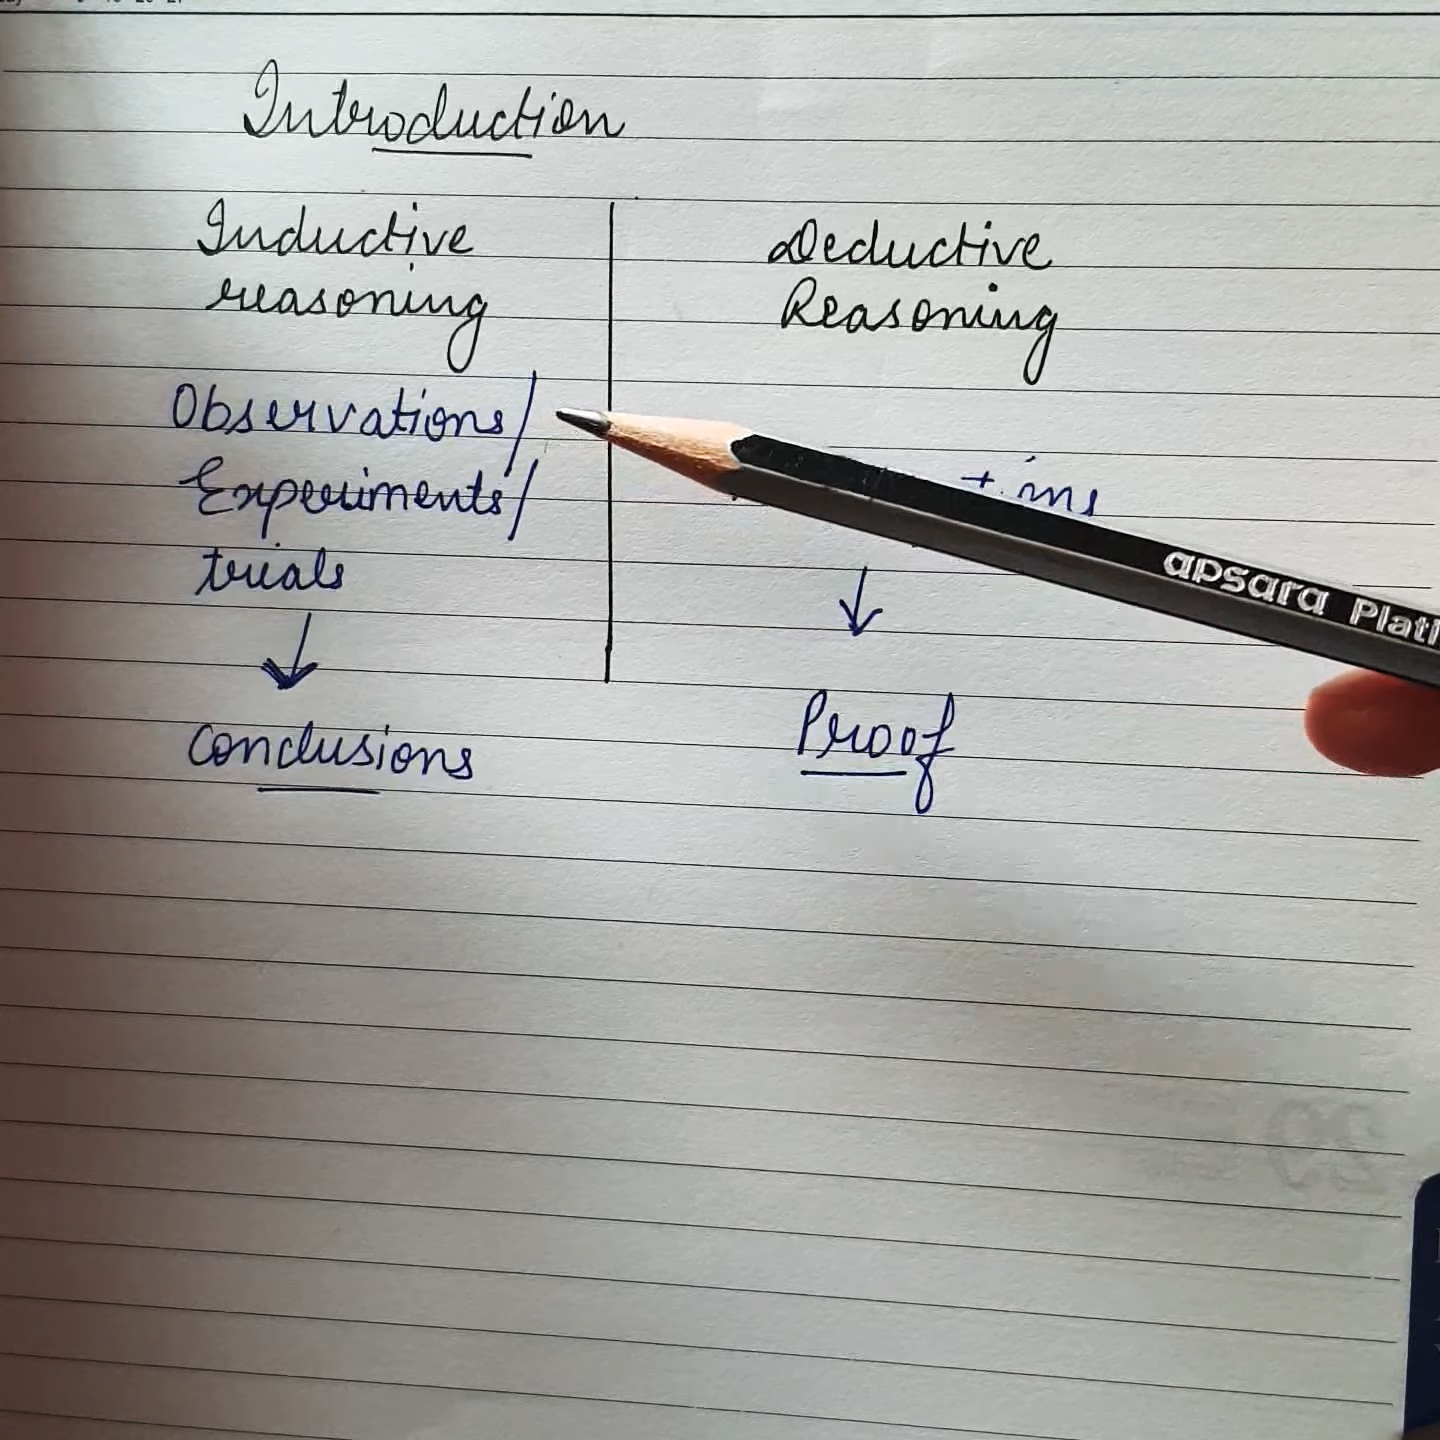 Introduction
Inductive
reasoning
Observations/
Experiments/
trials
↓
Conclusions
Deductive
Reasoning
↓
Proof
apsara Plati